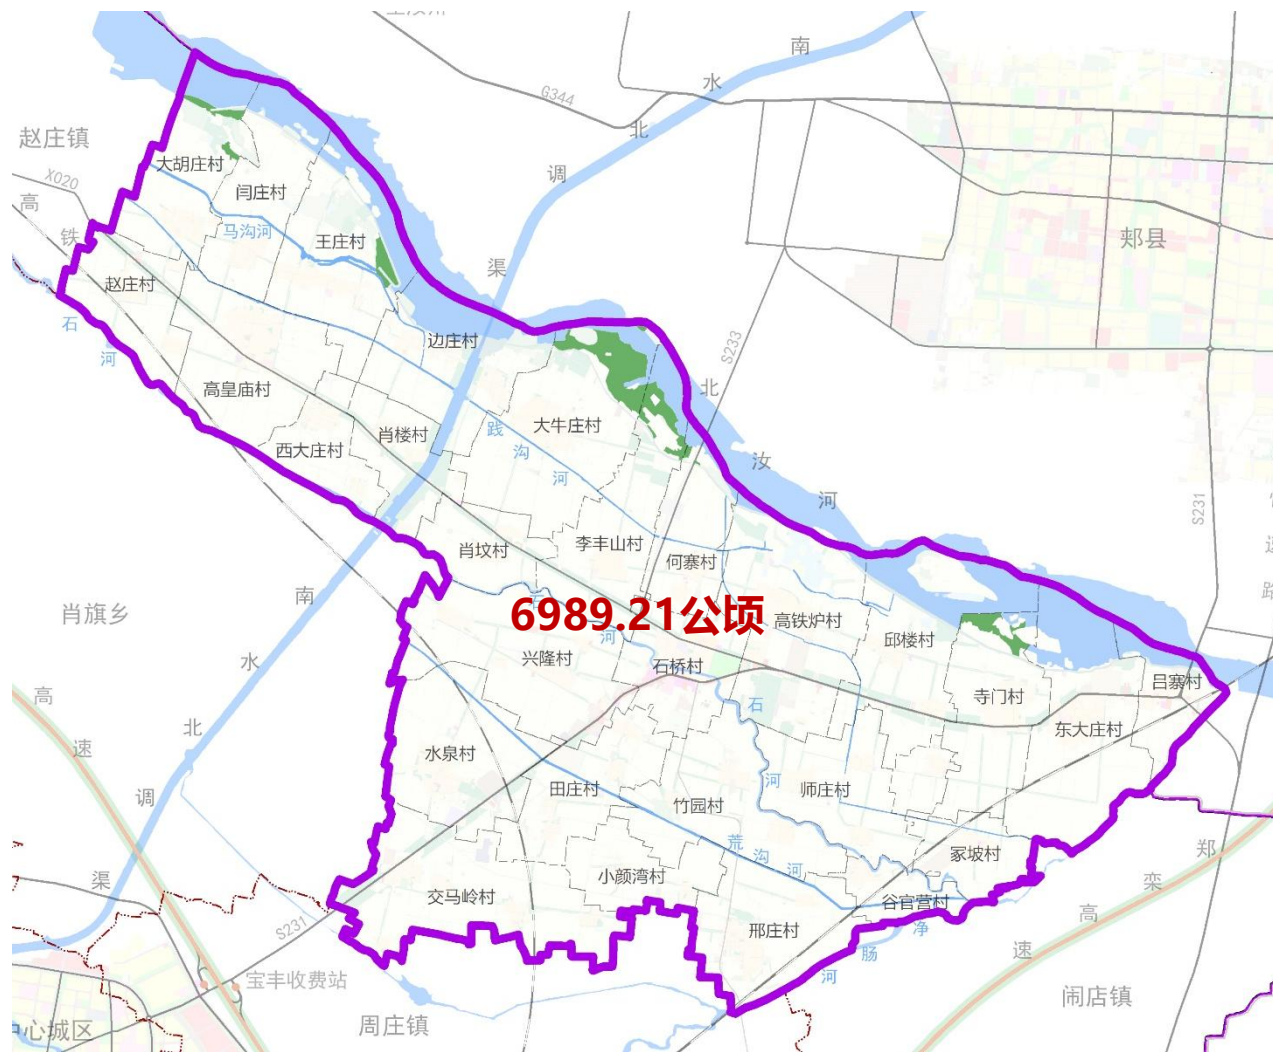 G344
南
水
北
调
渠
赵庄镇
X020
高
铁
大胡庄村
闫庄村
马沟河
王庄村
郏县
赵庄村
石
河
边庄村
S233
高皇庙村
大牛庄村
北
汝
河
践
沟
河
西大庄村
肖楼村
S231
肖坟村
李丰山村
何寨村
肖旗乡
6989.21公顷
石
河
高铁炉村
邱楼村
兴隆村
石桥村
吕寨村
寺门村
东大庄村
石
河
南
水
北
调
渠
高
速
水泉村
田庄村
竹园村
师庄村
荒
沟
河
冢坡村
小颜湾村
交马岭村
谷官营村
邢庄村
净
肠
河
郑
栾
高
速
S231
宝丰收费站
周庄镇
闹店镇
中心城区